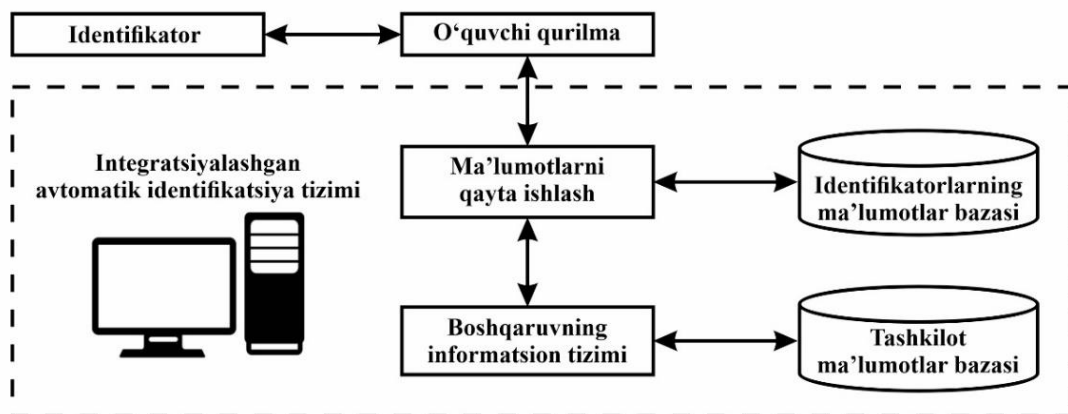 Identifikator
O‘quvchi qurilma
Integratsiyalashgan
avtomatik identifikatsiya tizimi
Ma’lumotlarni
qayta ishlash
Identifikatorlarning
ma’lumotlar bazasi
Boshqaruvning
informatsion tizimi
Tashkilot
ma’lumotlar bazasi